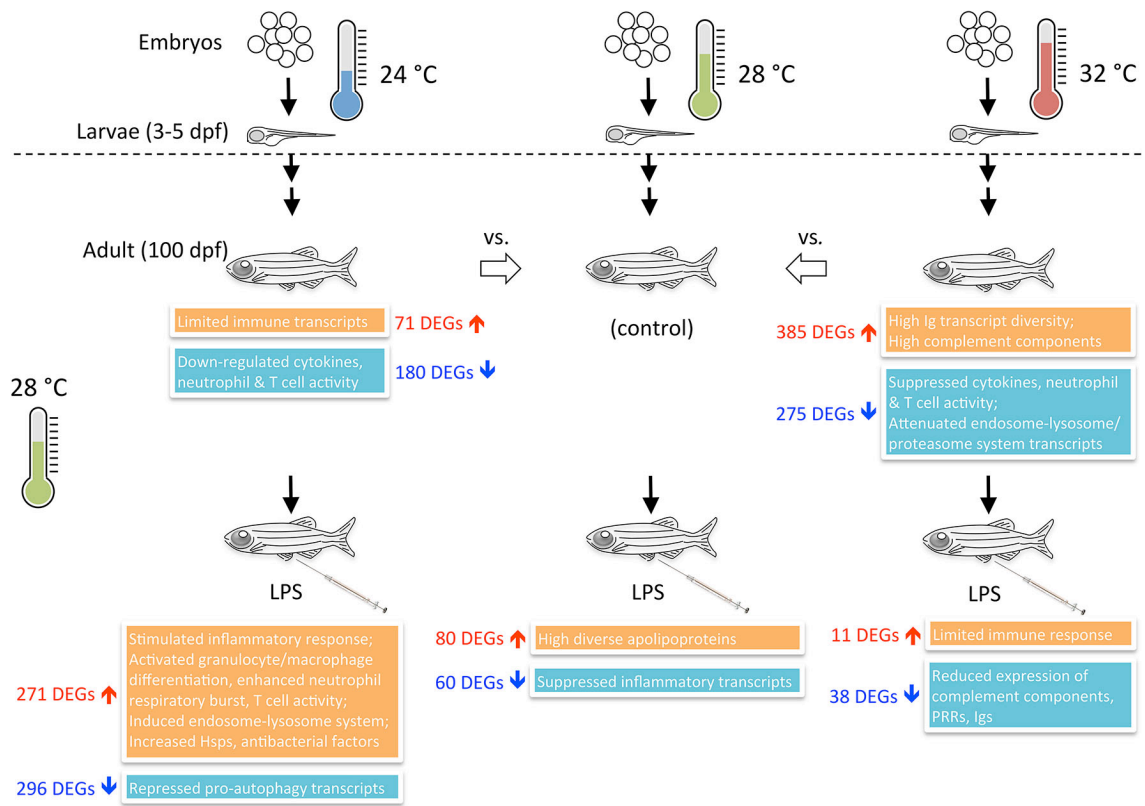 Embryos
24 °C
28 °C
32 °C
Larvae (3-5 dpf)
Adult (100 dpf)
vs.
vs.
(control)
Limited immune transcripts
71 DEGs
Down-regulated cytokines,
neutrophil & T cell activity
180 DEGs
385 DEGs
High Ig transcript diversity;
High complement components
275 DEGs
Suppressed cytokines, neutrophil
& T cell activity;
Attenuated endosome-lysosome/
proteasome system transcripts
28 °C
LPS
LPS
LPS
271 DEGs
Stimulated inflammatory response;
Activated granulocyte/macrophage
differentiation, enhanced neutrophil
respiratory burst, T cell activity;
Induced endosome-lysosome system;
Increased Hsps, antibacterial factors
296 DEGs
Repressed pro-autophagy transcripts
80 DEGs
High diverse apolipoproteins
60 DEGs
Suppressed inflammatory transcripts
11 DEGs
Limited immune response
38 DEGs
Reduced expression of
complement components,
PRRs, Igs